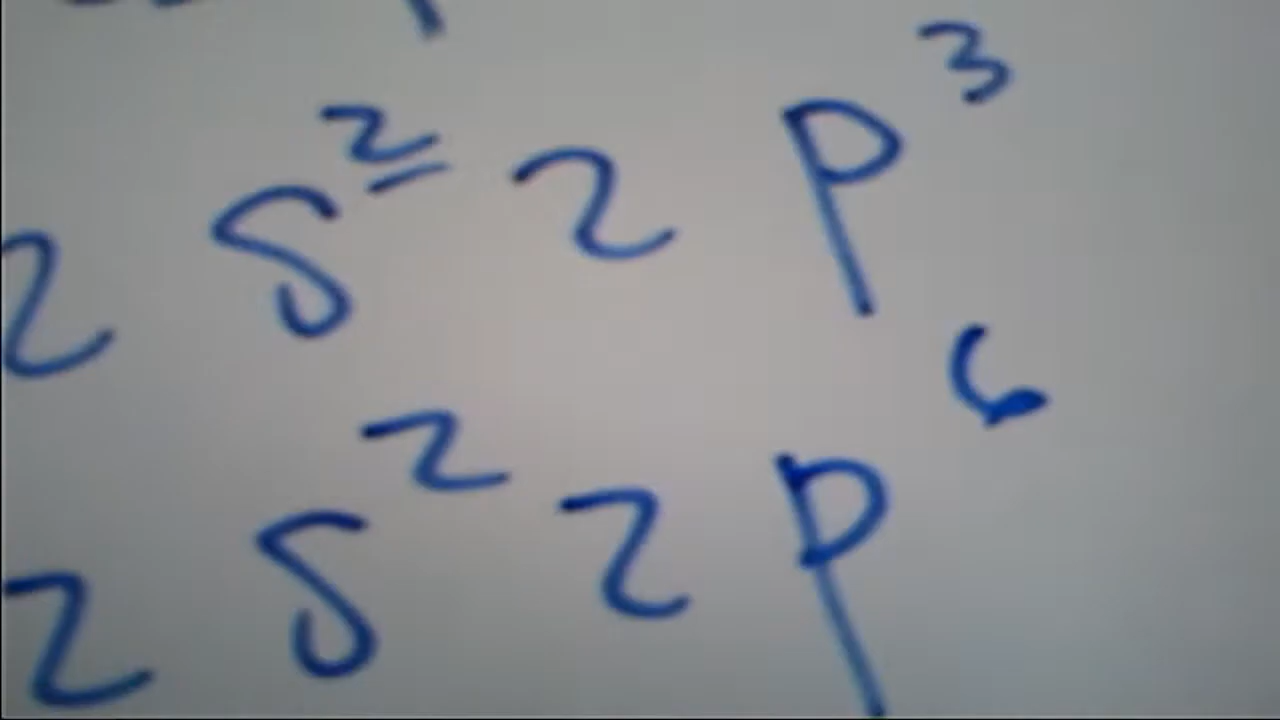 2 s² 2 p³
2 s² 2 p⁶